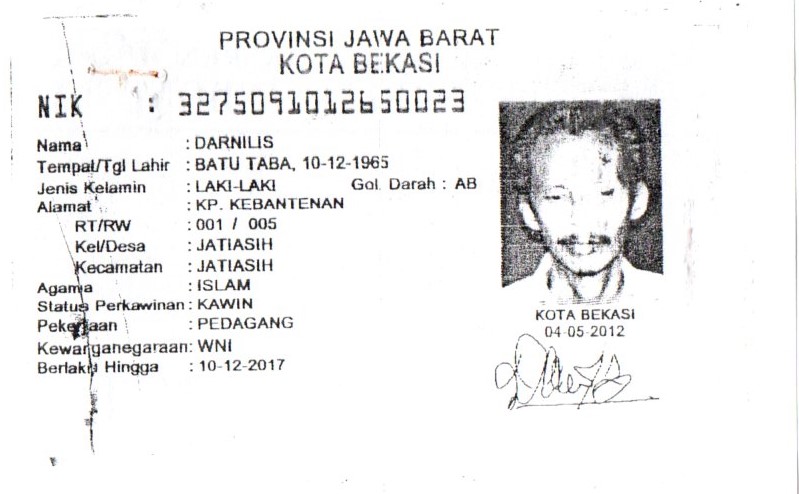 PROVINSI JAWA BARAT
KOTA BEKASI
NIK : 3275091012650023
Nama : DARNILIS
Tempat/Tgl Lahir : BATU TABA, 10-12-1965
Jenis Kelamin : LAKI-LAKI Gol. Darah : AB
Alamat : KP. KEBANTENAN
RT/RW : 001 / 005
Kel/Desa : JATIASIH
Kecamatan : JATIASIH
Agama : ISLAM
Status Perkawinan : KAWIN
Pekerjaan : PEDAGANG
Kewarganegaraan: WNI
Berlaku Hingga : 10-12-2017
KOTA BEKASI
04-05-2012